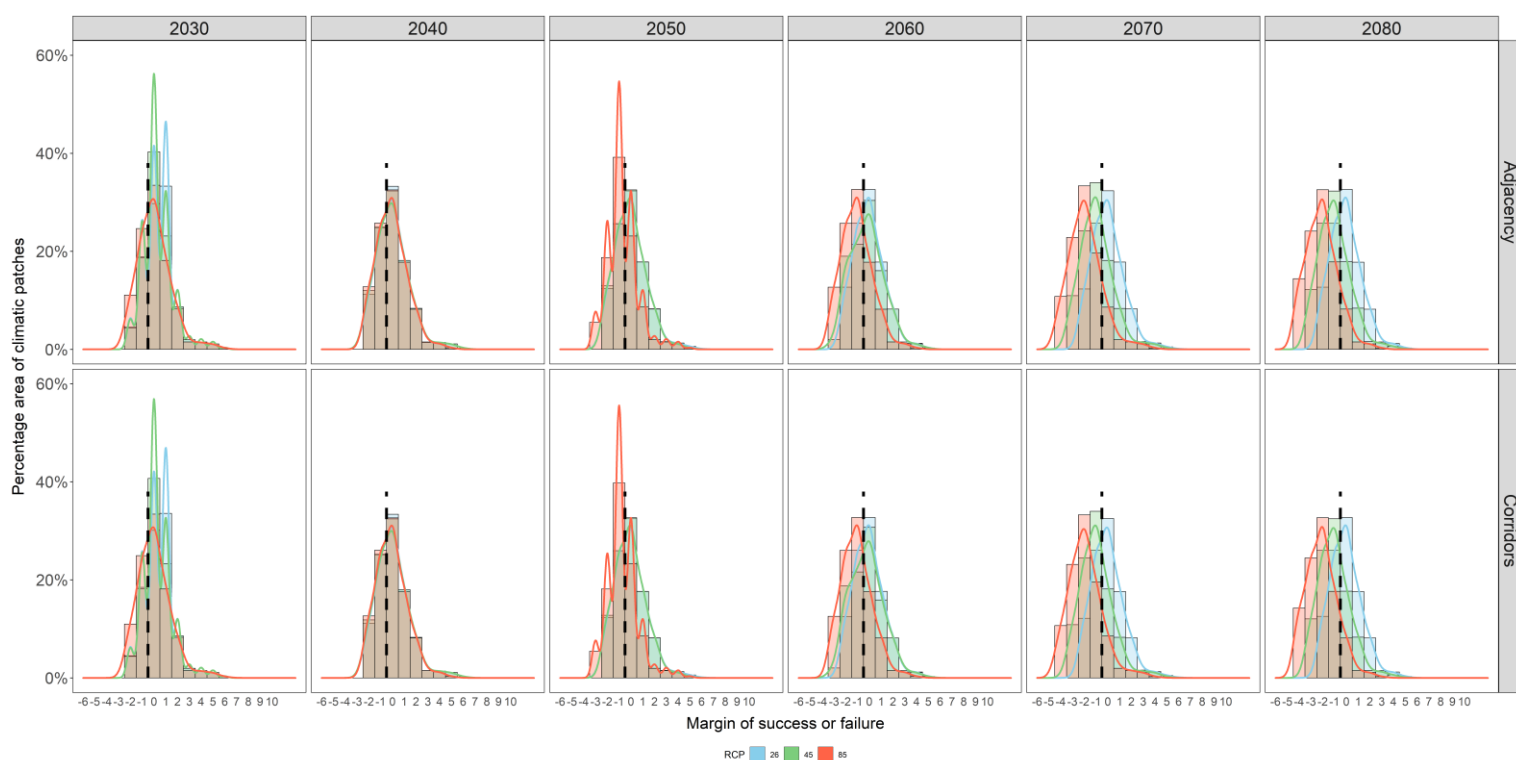 2030 2040 2050 2060 2070 2080
60%
40%
20%
0%
Adjacency
60%
40%
20%
0%
Corridors
Percentage area of climatic patches
-6-5-4-3-2-1 0 1 2 3 4 5 6 7 8 9 10 -6-5-4-3-2-1 0 1 2 3 4 5 6 7 8 9 10 -6-5-4-3-2-1 0 1 2 3 4 5 6 7 8 9 10 -6-5-4-3-2-1 0 1 2 3 4 5 6 7 8 9 10 -6-5-4-3-2-1 0 1 2 3 4 5 6 7 8 9 10 -6-5-4-3-2-1 0 1 2 3 4 5 6 7 8 9 10
Margin of success or failure
RCP 26 45 85